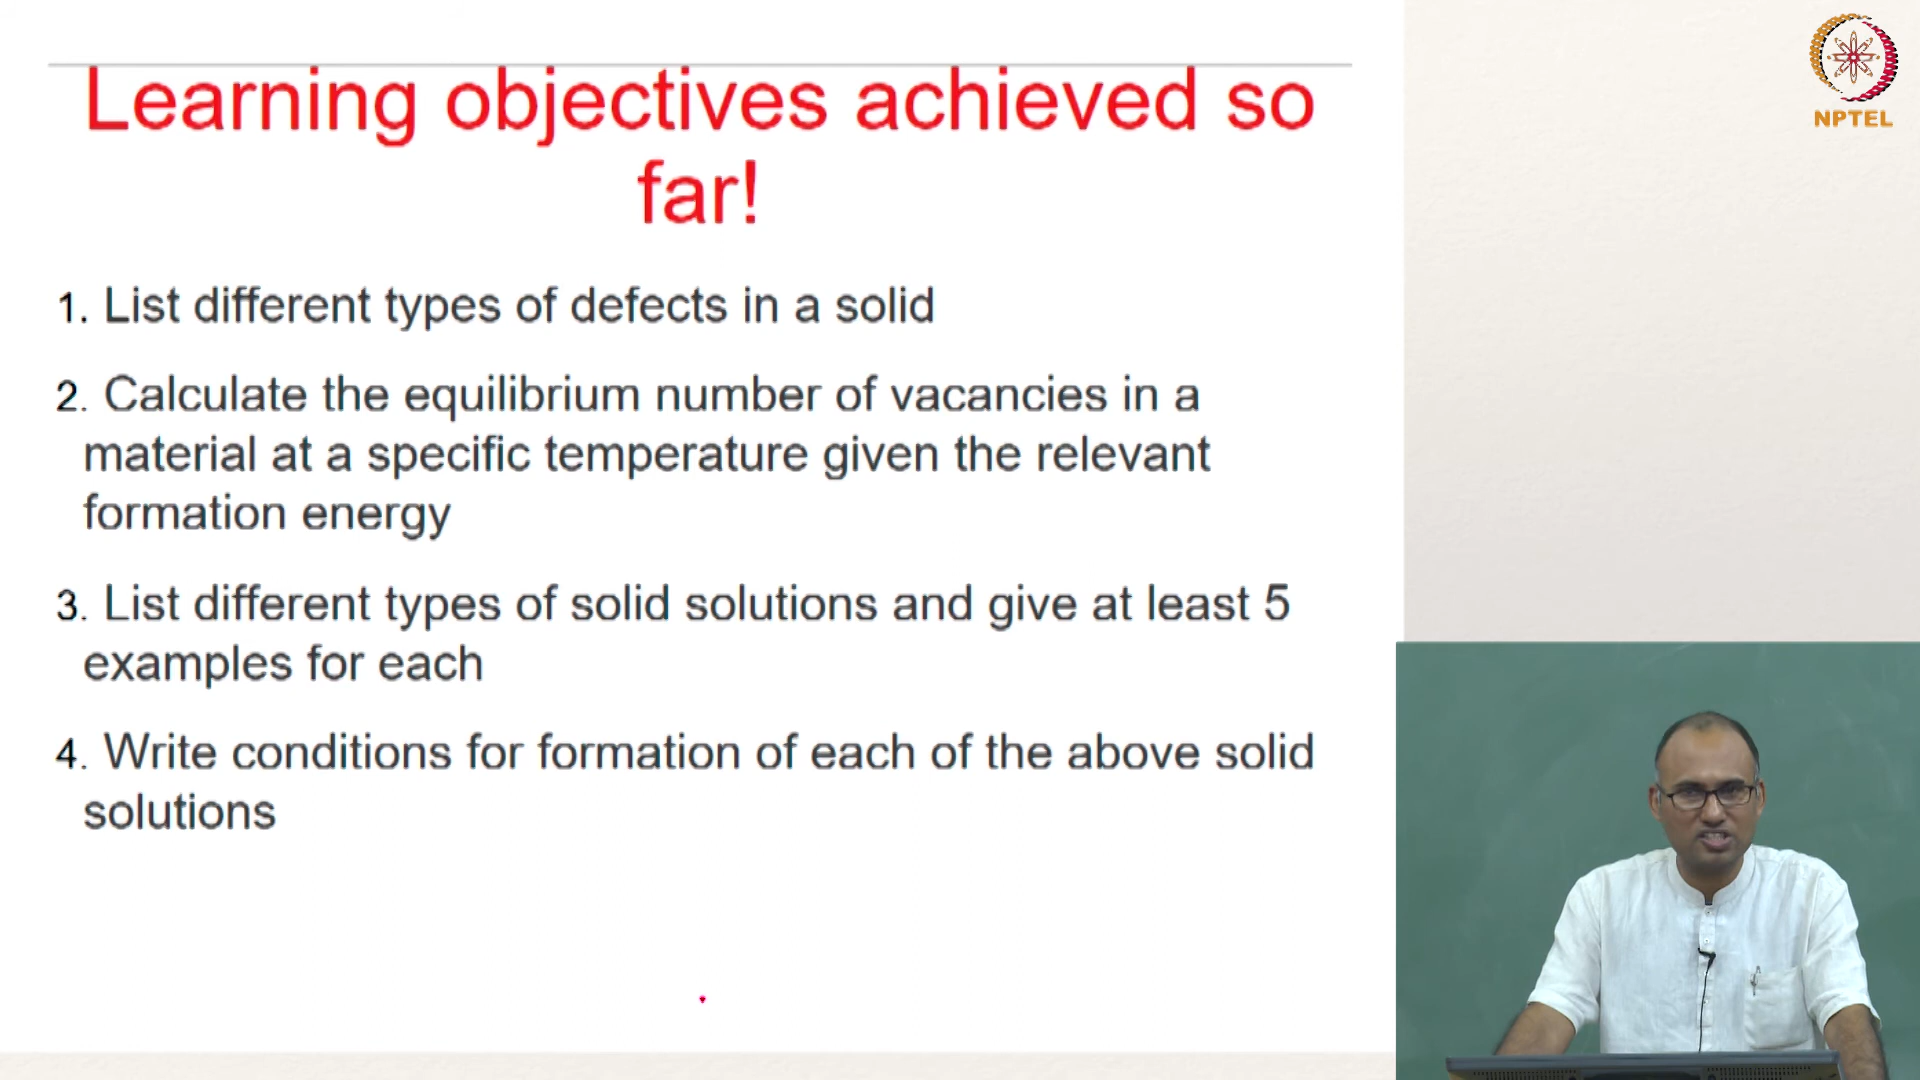 Learning objectives achieved so
far!
1. List different types of defects in a solid
2. Calculate the equilibrium number of vacancies in a
material at a specific temperature given the relevant
formation energy
3. List different types of solid solutions and give at least 5
examples for each
4. Write conditions for formation of each of the above solid
solutions
NPTEL